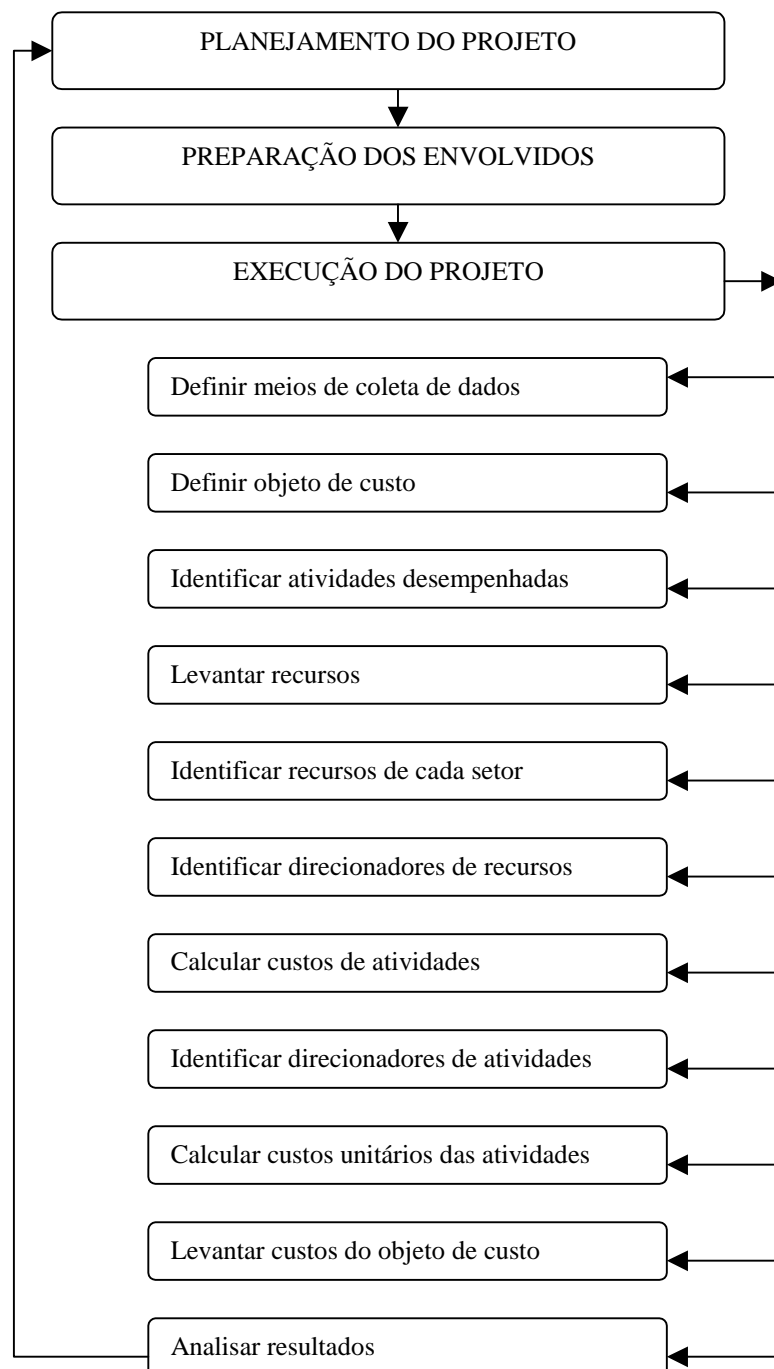 PLANEJAMENTO DO PROJETO
PREPARAÇÃO DOS ENVOLVIDOS
EXECUÇÃO DO PROJETO
Definir meios de coleta de dados
Definir objeto de custo
Identificar atividades desempenhadas
Levantar recursos
Identificar recursos de cada setor
Identificar direcionadores de recursos
Calcular custos de atividades
Identificar direcionadores de atividades
Calcular custos unitários das atividades
Levantar custos do objeto de custo
Analisar resultados